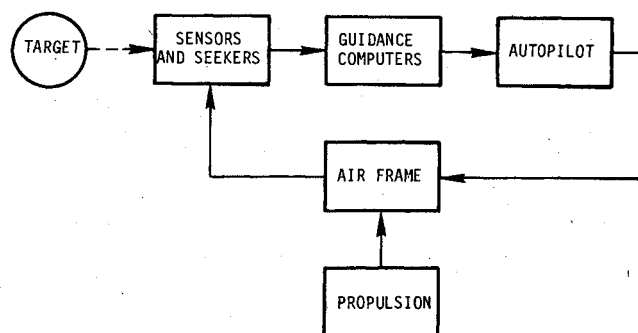 TARGET
SENSORS
AND SEEKERS
GUIDANCE
COMPUTERS
AUTOPILOT
AIR FRAME
PROPULSION